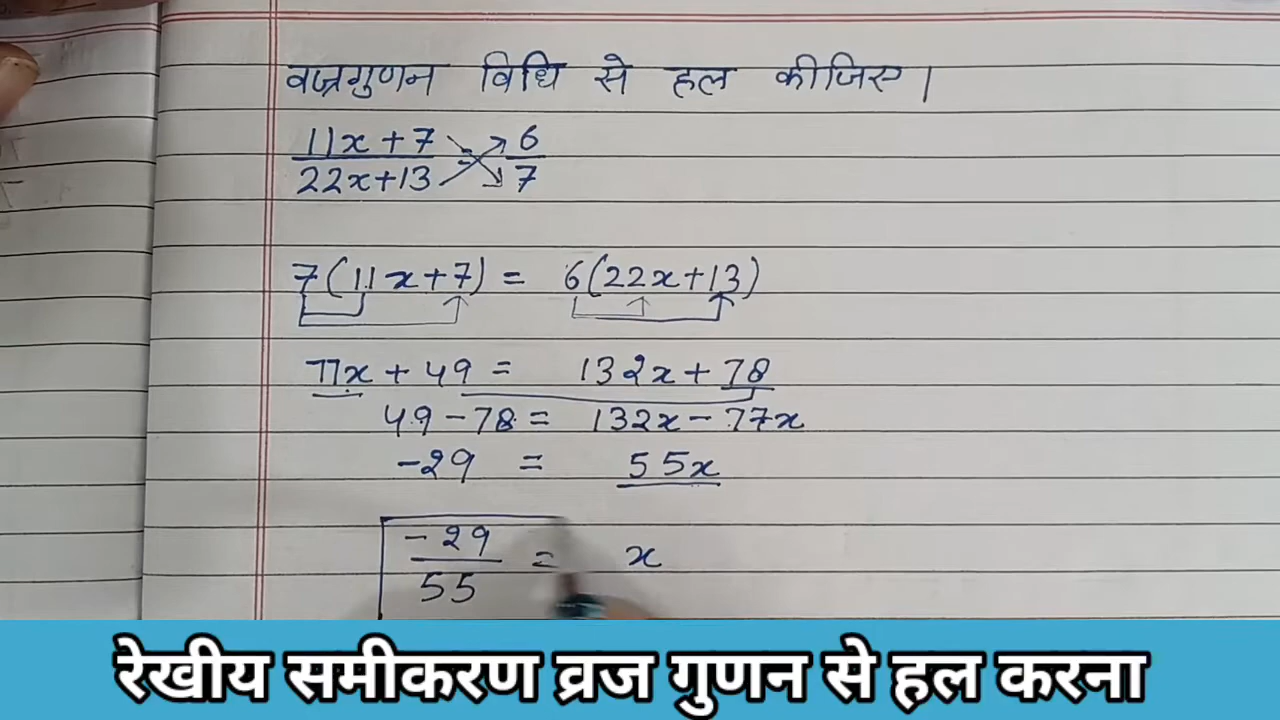 वज्रगुणन विधि से हल कीजिए।
11x + 7 / 22x + 13 = 6 / 7
7(11x + 7) = 6(22x + 13)
77x + 49 = 132x + 78
49 - 78 = 132x - 77x
-29 = 55x
-29 / 55 = x
रेखीय समीकरण व्रज गुणन से हल करना